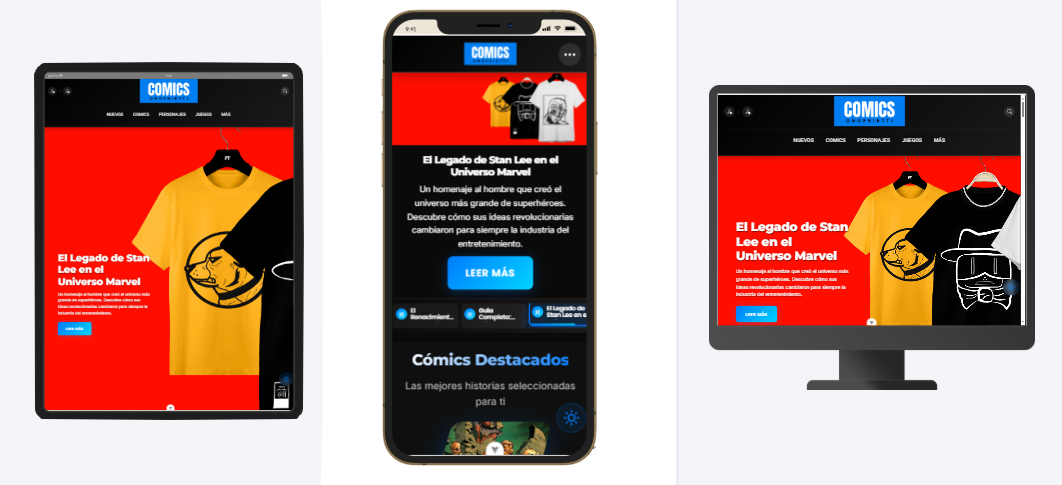 COMICS
ONOPRIETTI
NUEVOS COMICS PERSONAJES JUEGOS MÁS
El Legado de Stan
Lee en el
Universo Marvel
Un homenaje al hombre que creó el universo más
grande de superhéroes. Descubre cómo sus
ideas revolucionarias cambiaron para siempre la
industria del entretenimiento.
LEER MÁS
9:41
COMICS
El Legado de Stan Lee en el
Universo Marvel
Un homenaje al hombre que creó el
universo más grande de superhéroes.
Descubre cómo sus ideas revolucionarias
cambiaron para siempre la industria del
entretenimiento.
LEER MÁS
El
Renacimient...
Guía
Completa:...
El Legado de
Stan Lee en e
Cómics Destacados
Las mejores historias seleccionadas
para ti
COMICS
ONOPRIETTI
NUEVOS COMICS PERSONAJES JUEGOS MÁS
El Legado de Stan
Lee en el
Universo Marvel
Un homenaje al hombre que creó el universo más
grande de superhéroes. Descubre cómo sus
ideas revolucionarias cambiaron para siempre la
industria del entretenimiento.
LEER MÁS